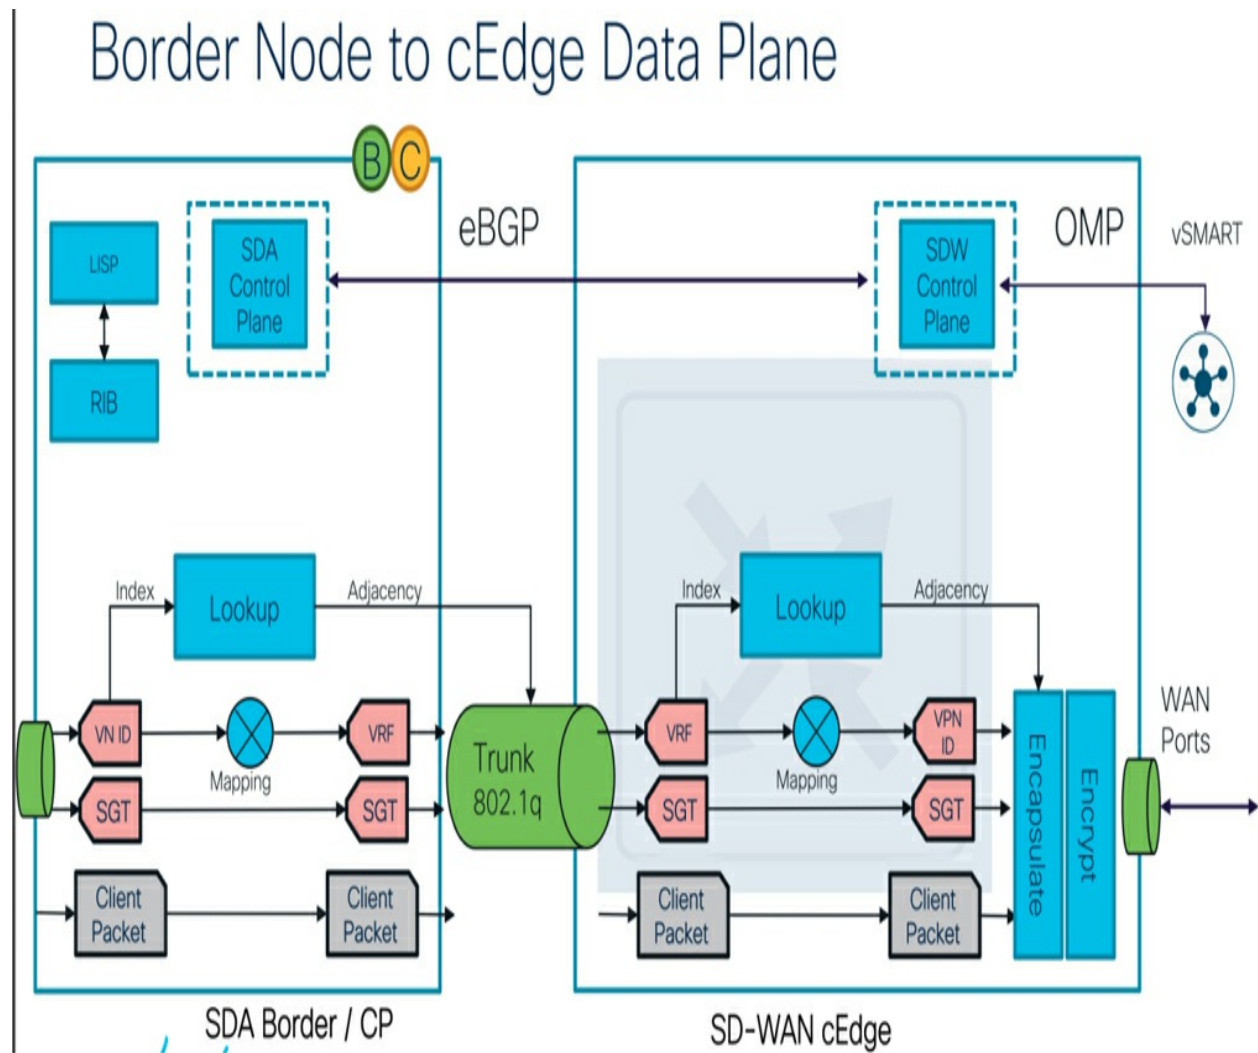 Border Node to cEdge Data Plane
B C
eBGP
OMP
vSMART
LISP
SDA
Control
Plane
SDW
Control
Plane
RIB
Index
Lookup
Adjacency
Index
Lookup
Adjacency
VN ID
Mapping
VRF
SGT
SGT
Client
Packet
Client
Packet
Trunk
802.1q
VRF
Mapping
VPN
ID
SGT
SGT
Client
Packet
Client
Packet
Encapsulate
Encrypt
WAN
Ports
SDA Border / CP
SD-WAN cEdge